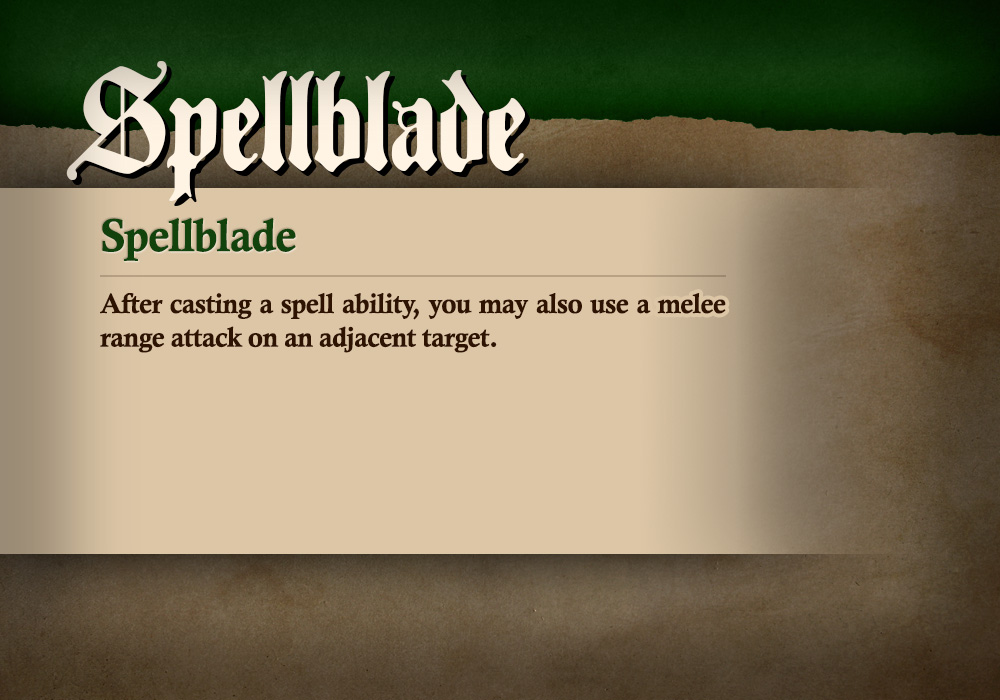 Spellblade
Spellblade
After casting a spell ability, you may also use a melee
range attack on an adjacent target.